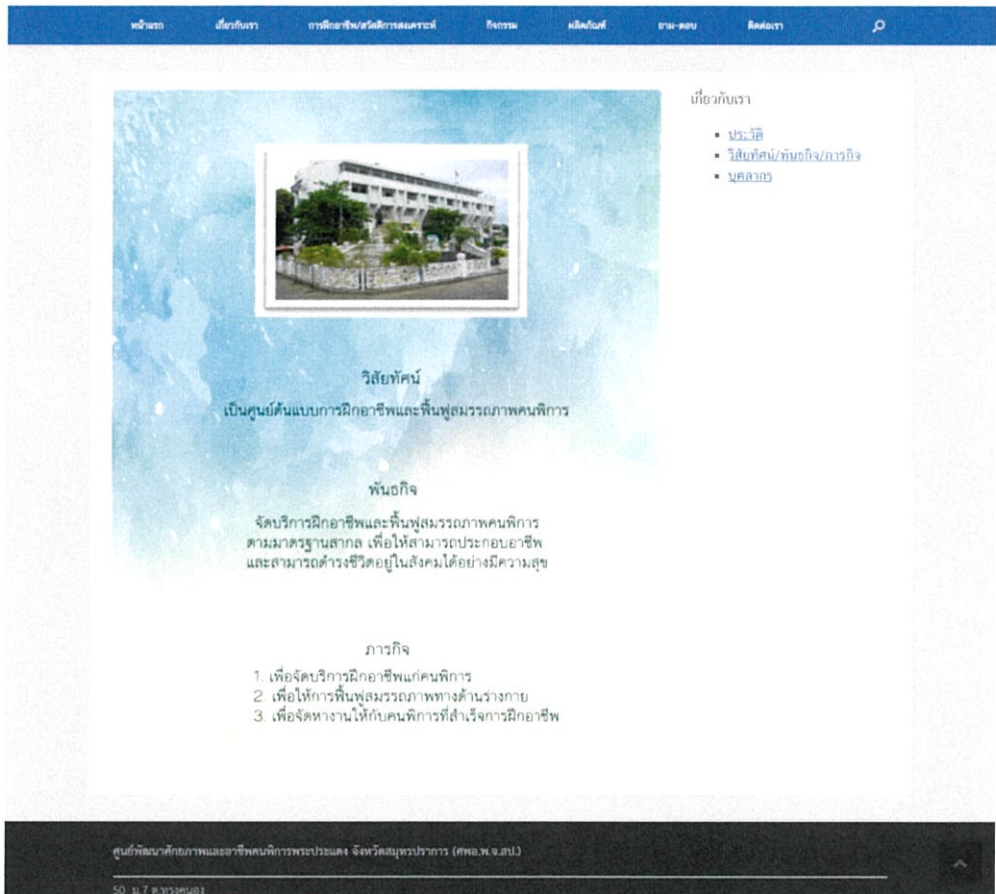 หน้าแรก เกี่ยวกับเรา การฝึกอาชีพ/สวัสดิการสงเคราะห์ กิจกรรม ผลิตภัณฑ์ ถาม-ตอบ ติดต่อเรา
เกี่ยวกับเรา
ประวัติ
วิสัยทัศน์/พันธกิจ/ภารกิจ
บุคลากร
วิสัยทัศน์
เป็นศูนย์ต้นแบบการฝึกอาชีพและฟื้นฟูสมรรถภาพคนพิการ
พันธกิจ
จัดบริการฝึกอาชีพและฟื้นฟูสมรรถภาพคนพิการ
ตามมาตรฐานสากล เพื่อให้สามารถประกอบอาชีพ
และสามารถดำรงชีวิตอยู่ในสังคมได้อย่างมีความสุข
ภารกิจ
1. เพื่อจัดบริการฝึกอาชีพแก่คนพิการ
2. เพื่อให้การฟื้นฟูสมรรถภาพทางด้านร่างกาย
3. เพื่อจัดหางานให้กับคนพิการที่สำเร็จการฝึกอาชีพ
ศูนย์พัฒนาศักยภาพและอาชีพคนพิการพระประแดง จังหวัดสมุทรปราการ (ศพอ.พ.จ.สป.)
50 ม.7 ต.ทรงคนอง